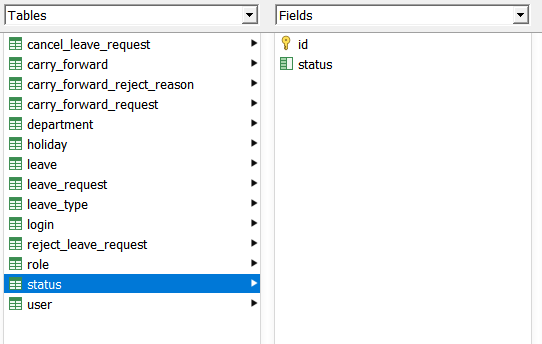 Tables
cancel_leave_request
carry_forward
carry_forward_reject_reason
carry_forward_request
department
holiday
leave
leave_request
leave_type
login
reject_leave_request
role
status
user
Fields
id
status